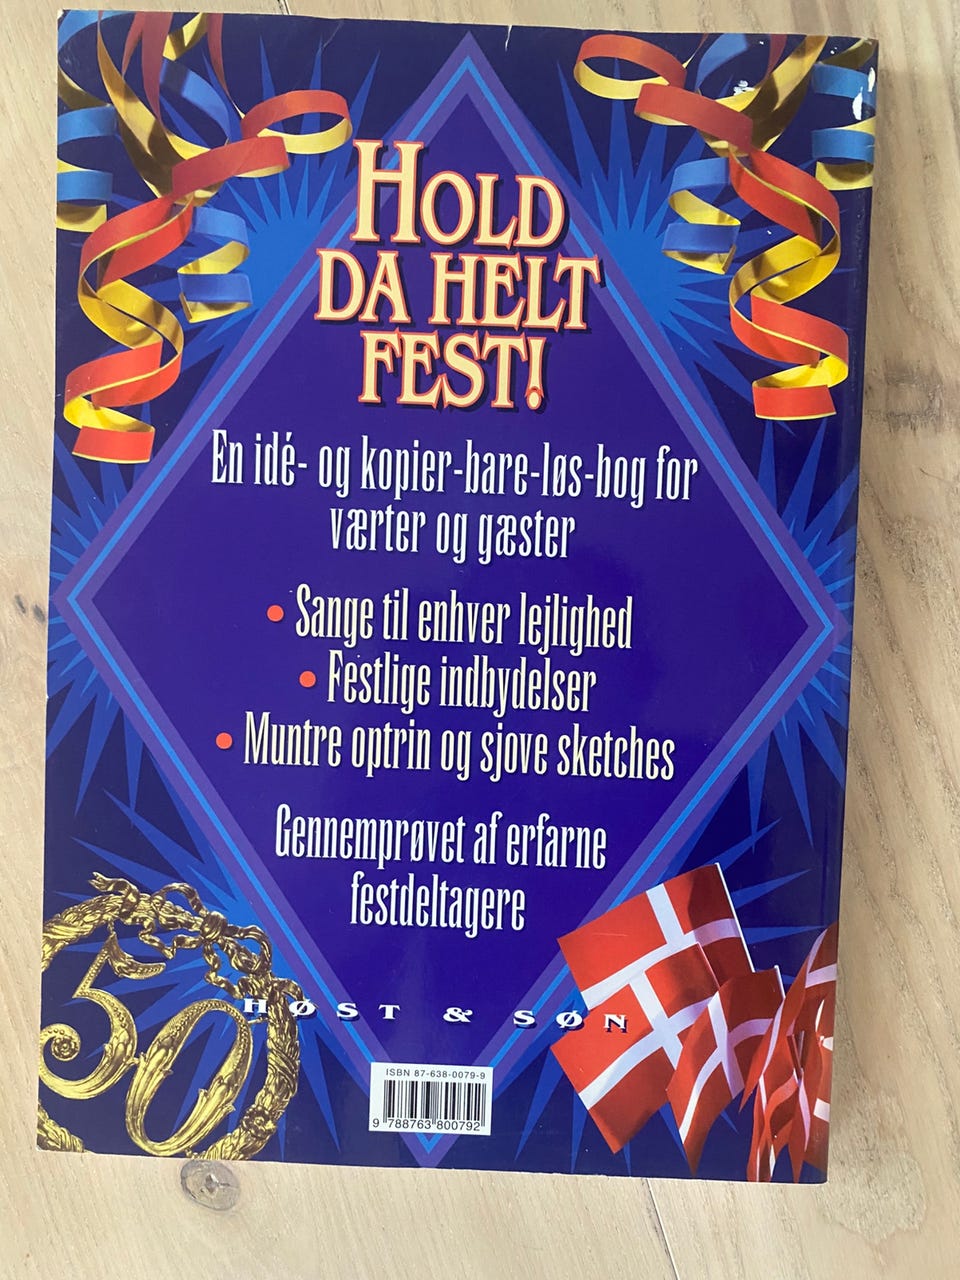 HOLD
DA HELT
FEST!
En idé- og kopier-bare-løs-bog for
værter og gæster
• Sange til enhver lejlighed
• Festlige indbydelser
• Muntre optrin og sjove sketches
Gennemprøvet af erfarne
festdeltagere
50
HØST & SØN
ISBN 87-638-0079-9
9 788763 800792